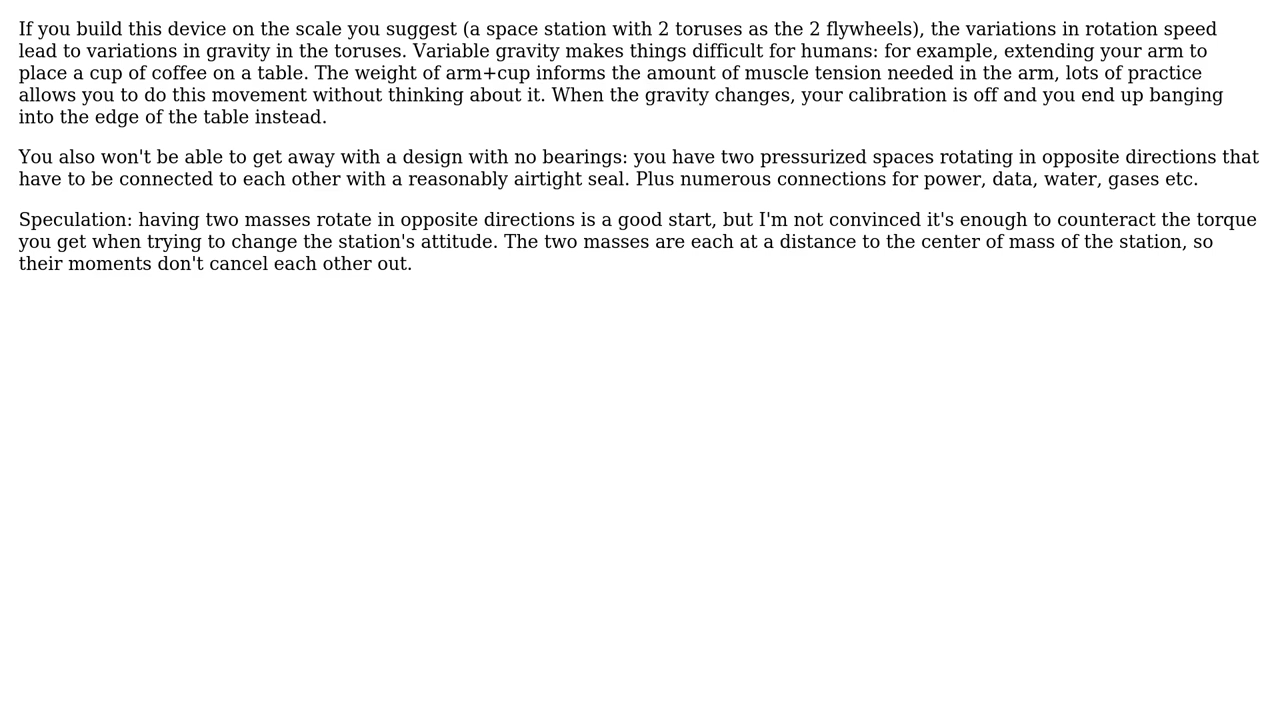 If you build this device on the scale you suggest (a space station with 2 toruses as the 2 flywheels), the variations in rotation speed
lead to variations in gravity in the toruses. Variable gravity makes things difficult for humans: for example, extending your arm to
place a cup of coffee on a table. The weight of arm+cup informs the amount of muscle tension needed in the arm, lots of practice
allows you to do this movement without thinking about it. When the gravity changes, your calibration is off and you end up banging
into the edge of the table instead.
You also won't be able to get away with a design with no bearings: you have two pressurized spaces rotating in opposite directions that
have to be connected to each other with a reasonably airtight seal. Plus numerous connections for power, data, water, gases etc.
Speculation: having two masses rotate in opposite directions is a good start, but I'm not convinced it's enough to counteract the torque
you get when trying to change the station's attitude. The two masses are each at a distance to the center of mass of the station, so
their moments don't cancel each other out.